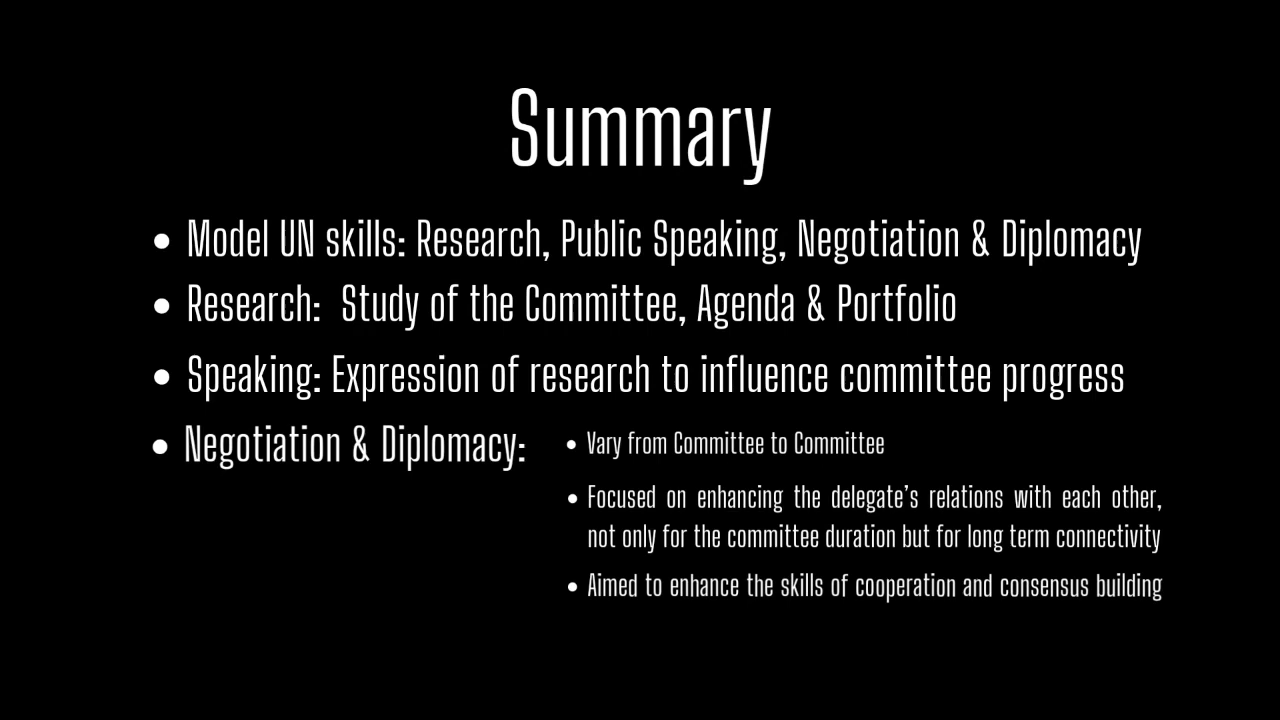 Summary
• Model UN skills: Research, Public Speaking, Negotiation & Diplomacy
• Research: Study of the Committee, Agenda & Portfolio
• Speaking: Expression of research to influence committee progress
• Negotiation & Diplomacy:
• Vary from Committee to Committee
• Focused on enhancing the delegate's relations with each other,
not only for the committee duration but for long term connectivity
• Aimed to enhance the skills of cooperation and consensus building